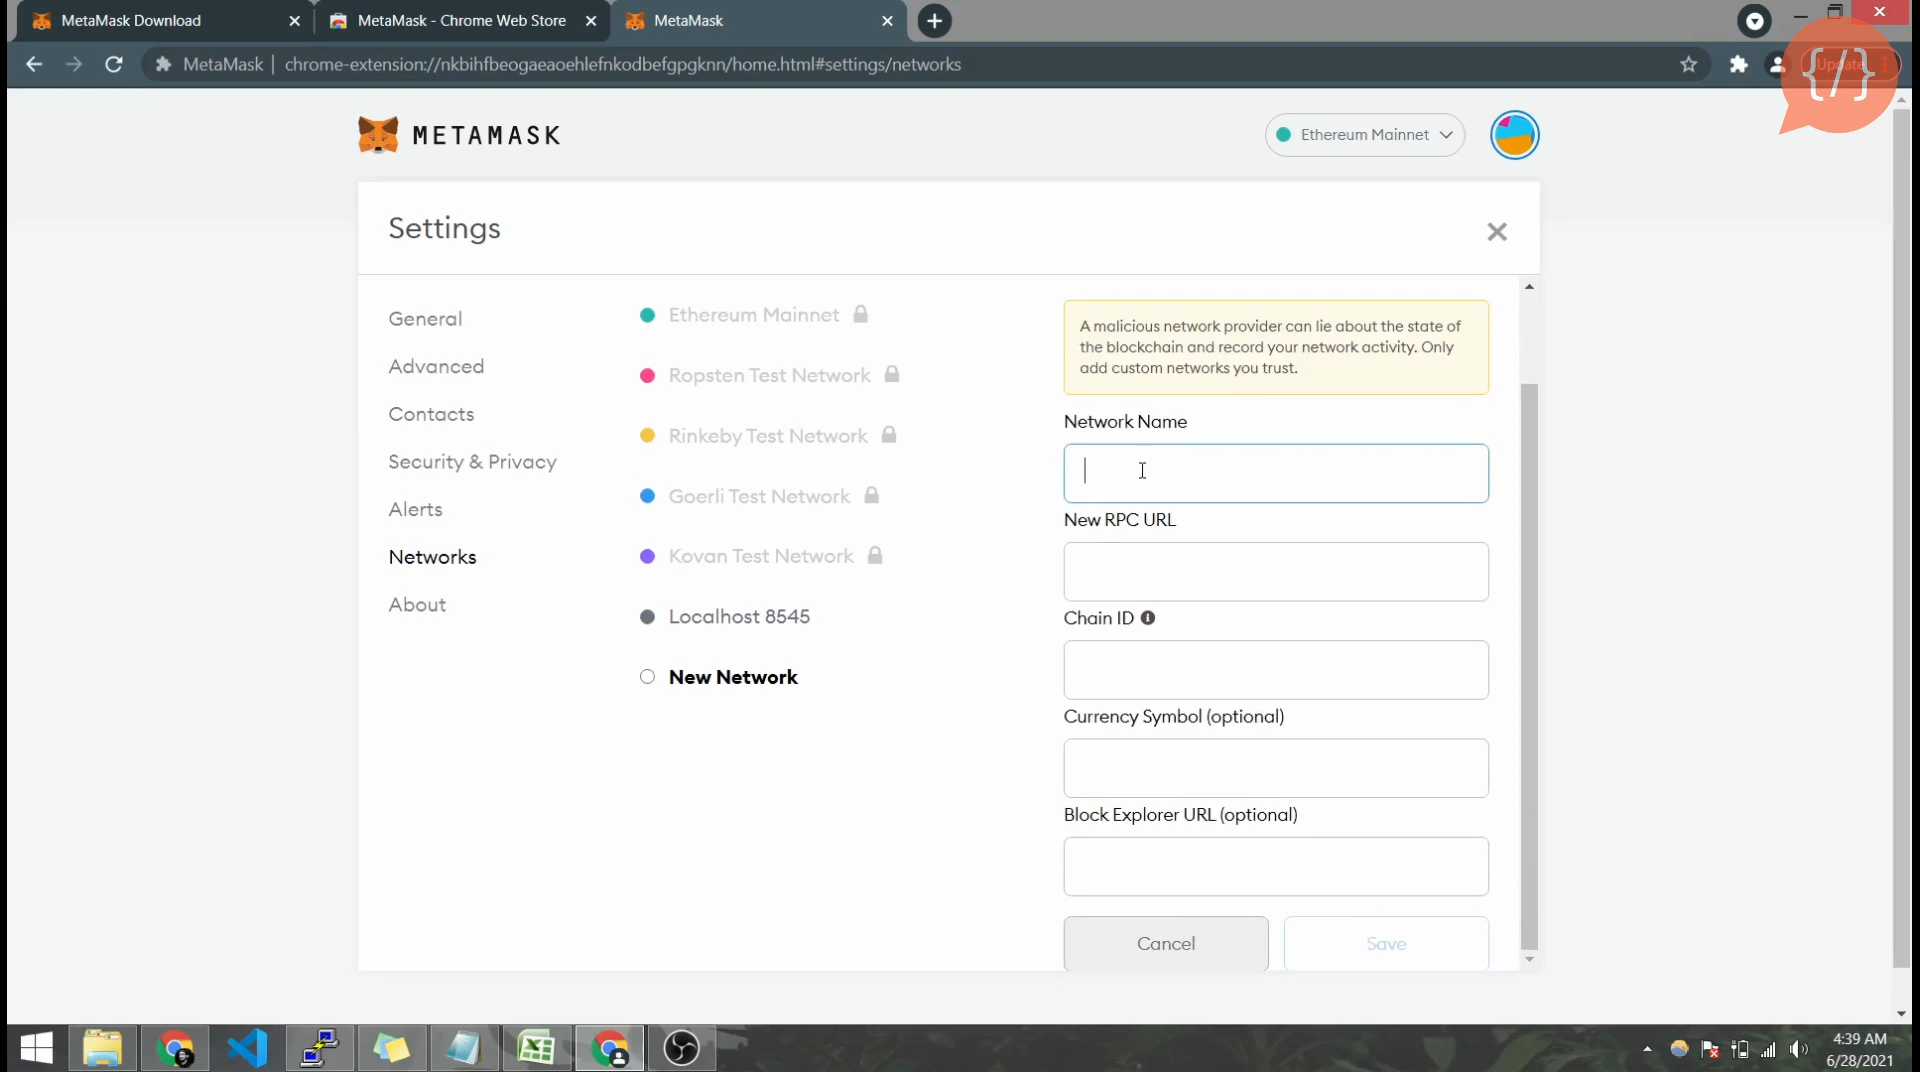 MetaMask Download
MetaMask - Chrome Web Store
MetaMask
MetaMask | chrome-extension://nkbihfbeogaeaoehlefnkodbefgpgknn/home.html#settings/networks
Update
{/}
METAMASK
Ethereum Mainnet
Settings
General
Advanced
Contacts
Security & Privacy
Alerts
Networks
About
Ethereum Mainnet
Ropsten Test Network
Rinkeby Test Network
Goerli Test Network
Kovan Test Network
Localhost 8545
New Network
A malicious network provider can lie about the state of
the blockchain and record your network activity. Only
add custom networks you trust.
Network Name
New RPC URL
Chain ID
Currency Symbol (optional)
Block Explorer URL (optional)
Cancel
Save
4:39 AM
6/28/2021